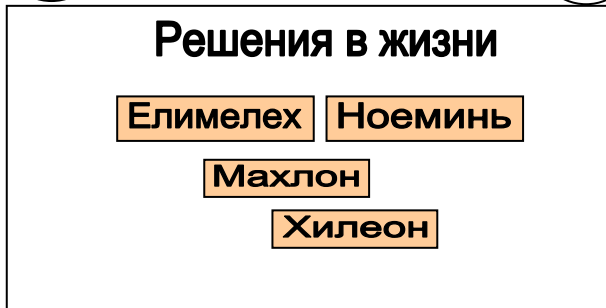 Решения в жизни
Елимелех Ноеминь
Махлон
Хилеон